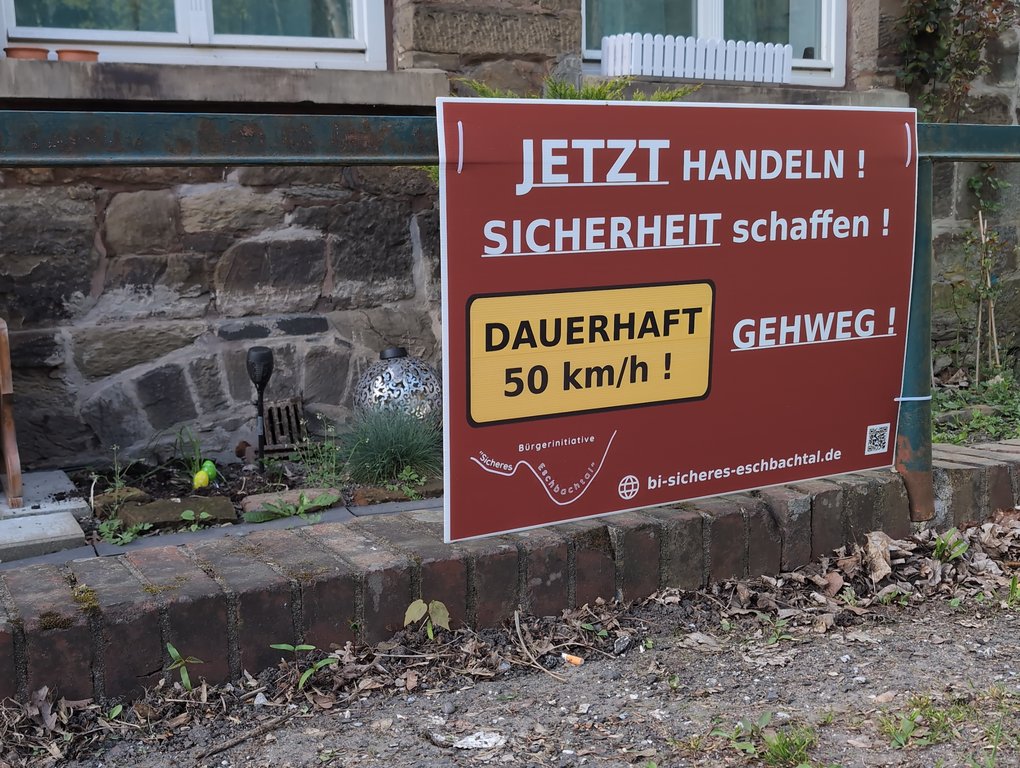 JETZT HANDELN !
SICHERHEIT schaffen !
DAUERHAFT
50 km/h !
GEHWEG !
Bürgerinitiative
"Sicheres
Eschbachtal"
bi-sicheres-eschbachtal.de